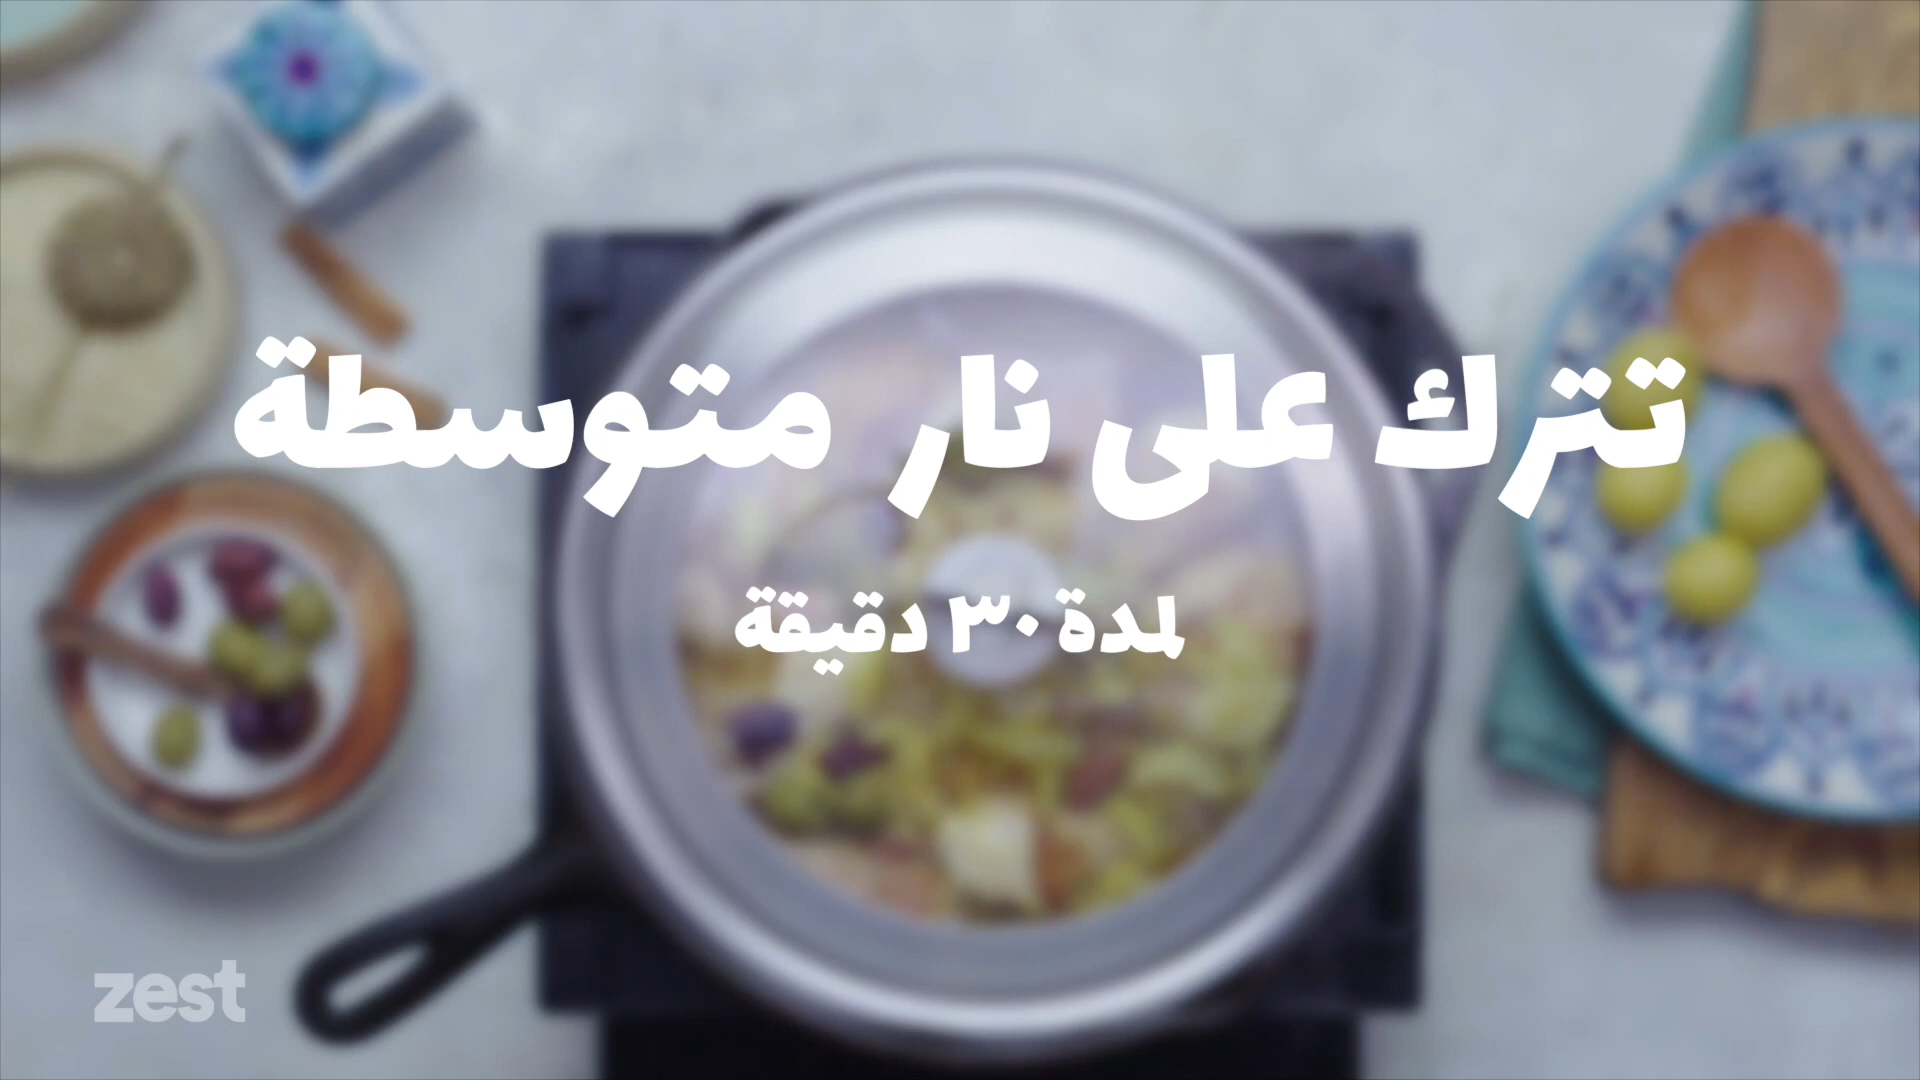 تترك على نار متوسطة
لمدة ٣٠ دقيقة
zest